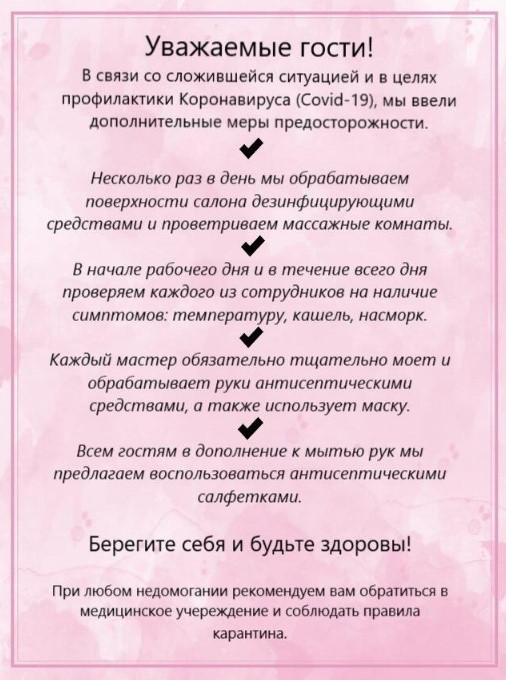 Уважаемые гости!
В связи со сложившейся ситуацией и в целях
профилактики Коронавируса (Covid-19), мы ввели
дополнительные меры предосторожности.
Несколько раз в день мы обрабатываем
поверхности салона дезинфицирующими
средствами и проветриваем массажные комнаты.
В начале рабочего дня и в течение всего дня
проверяем каждого из сотрудников на наличие
симптомов: температуру, кашель, насморк.
Каждый мастер обязательно тщательно моет и
обрабатывает руки антисептическими
средствами, а также использует маску.
Всем гостям в дополнение к мытью рук мы
предлагаем воспользоваться антисептическими
салфетками.
Берегите себя и будьте здоровы!
При любом недомогании рекомендуем вам обратиться в
медицинское учереждение и соблюдать правила
карантина.